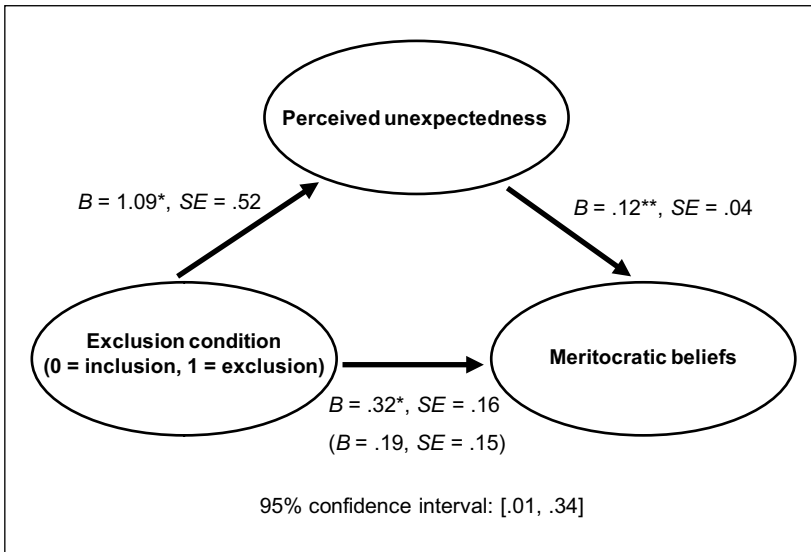 Perceived unexpectedness
B = 1.09*, SE = .52
B = .12**, SE = .04
Exclusion condition
(0 = inclusion, 1 = exclusion)
Meritocratic beliefs
B = .32*, SE = .16
(B = .19, SE = .15)
95% confidence interval: [.01, .34]